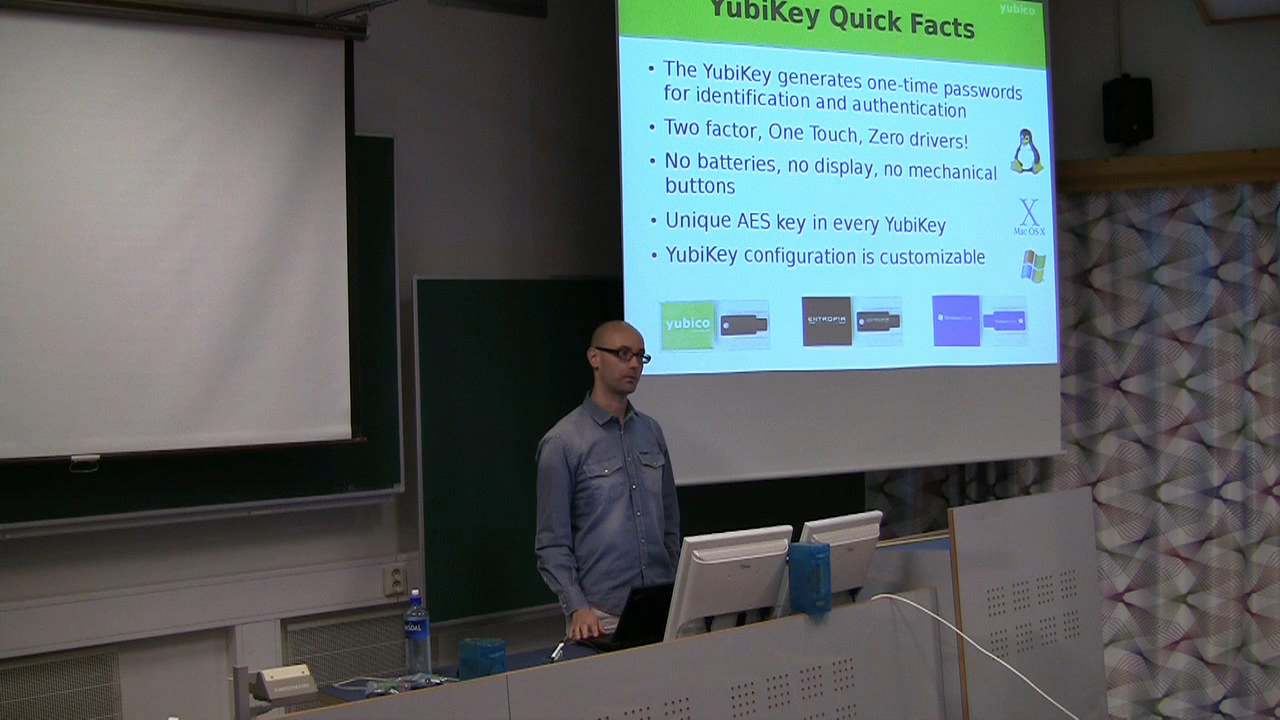 yubico
YubiKey Quick Facts
• The YubiKey generates one-time passwords
for identification and authentication
• Two factor, One Touch, Zero drivers!
• No batteries, no display, no mechanical
buttons
• Unique AES key in every YubiKey
X
Mac OS X
• YubiKey configuration is customizable
yubico
ENTROPIA